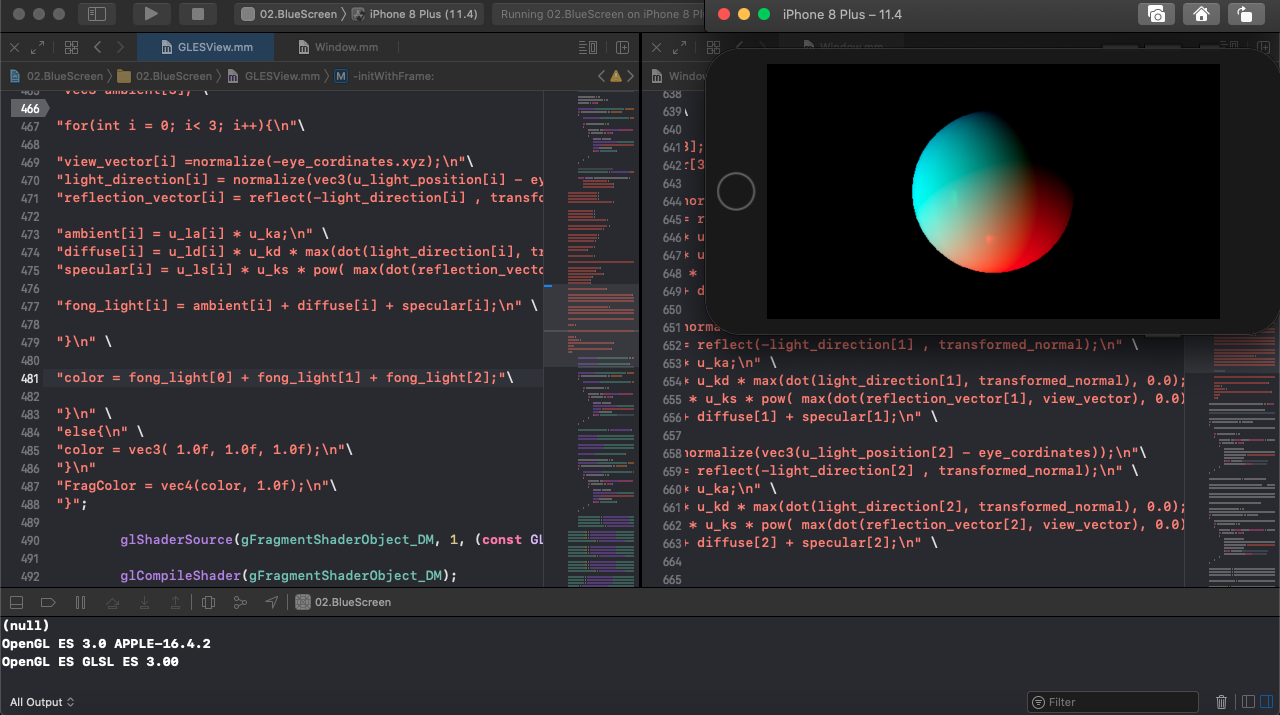 02.BlueScreen
iPhone 8 Plus (11.4)
Running 02.BlueScreen on iPhone 8 Pl
iPhone 8 Plus – 11.4
GLESView.mm
Window.mm
Window.mm
02.BlueScreen
02.BlueScreen
GLESView.mm
M
-initWithFrame:
Windo
465 "vec3 ambient[3];" \
466
467 "for(int i = 0; i< 3; i++){\n"\
468
469 "view_vector[i] =normalize(-eye_cordinates.xyz);\n"\
470 "light_direction[i] = normalize(vec3(u_light_position[i] - ey
471 "reflection_vector[i] = reflect(-light_direction[i] , transfo
472
473 "ambient[i] = u_la[i] * u_ka;\n" \
474 "diffuse[i] = u_ld[i] * u_kd * max(dot(light_direction[i], tr
475 "specular[i] = u_ls[i] * u_ks * pow( max(dot(reflection_vecto
476
477 "fong_light[i] = ambient[i] + diffuse[i] + specular[i];\n" \
478
479 "}\n" \
480
481 "color = fong_light[0] + fong_light[1] + fong_light[2];"\
482
483 "}\n" \
484 "else{\n" \
485 "color = vec3( 1.0f, 1.0f, 1.0f);\n"\
486 "}\n"
487 "FragColor = vec4(color, 1.0f);\n"\
488 "}";
489
490 glShaderSource(gFragmentShaderObject_DM, 1, (const GL
491
492 glCompileShader(gFragmentShaderObject_DM);
638
639 \
640
641 3];
642 r[3
643
644 nor
645 = r
646 * u
647 * u
648 *
649 + d
650
651 norm
652 = reflect(-light_direction[1] , transformed_normal);\n" \
653 * u_ka;\n" \
654 * u_kd * max(dot(light_direction[1], transformed_normal), 0.0);
655 * u_ks * pow( max(dot(reflection_vector[1], view_vector), 0.0)
656 + diffuse[1] + specular[1];\n" \
657
658 normalize(vec3(u_light_position[2] - eye_cordinates));\n"\
659 = reflect(-light_direction[2] , transformed_normal);\n" \
660 * u_ka;\n" \
661 * u_kd * max(dot(light_direction[2], transformed_normal), 0.0);
662 * u_ks * pow( max(dot(reflection_vector[2], view_vector), 0.0)
663 + diffuse[2] + specular[2];\n" \
664
665
02.BlueScreen
(null)
OpenGL ES 3.0 APPLE-16.4.2
OpenGL ES GLSL ES 3.00
All Output
Filter